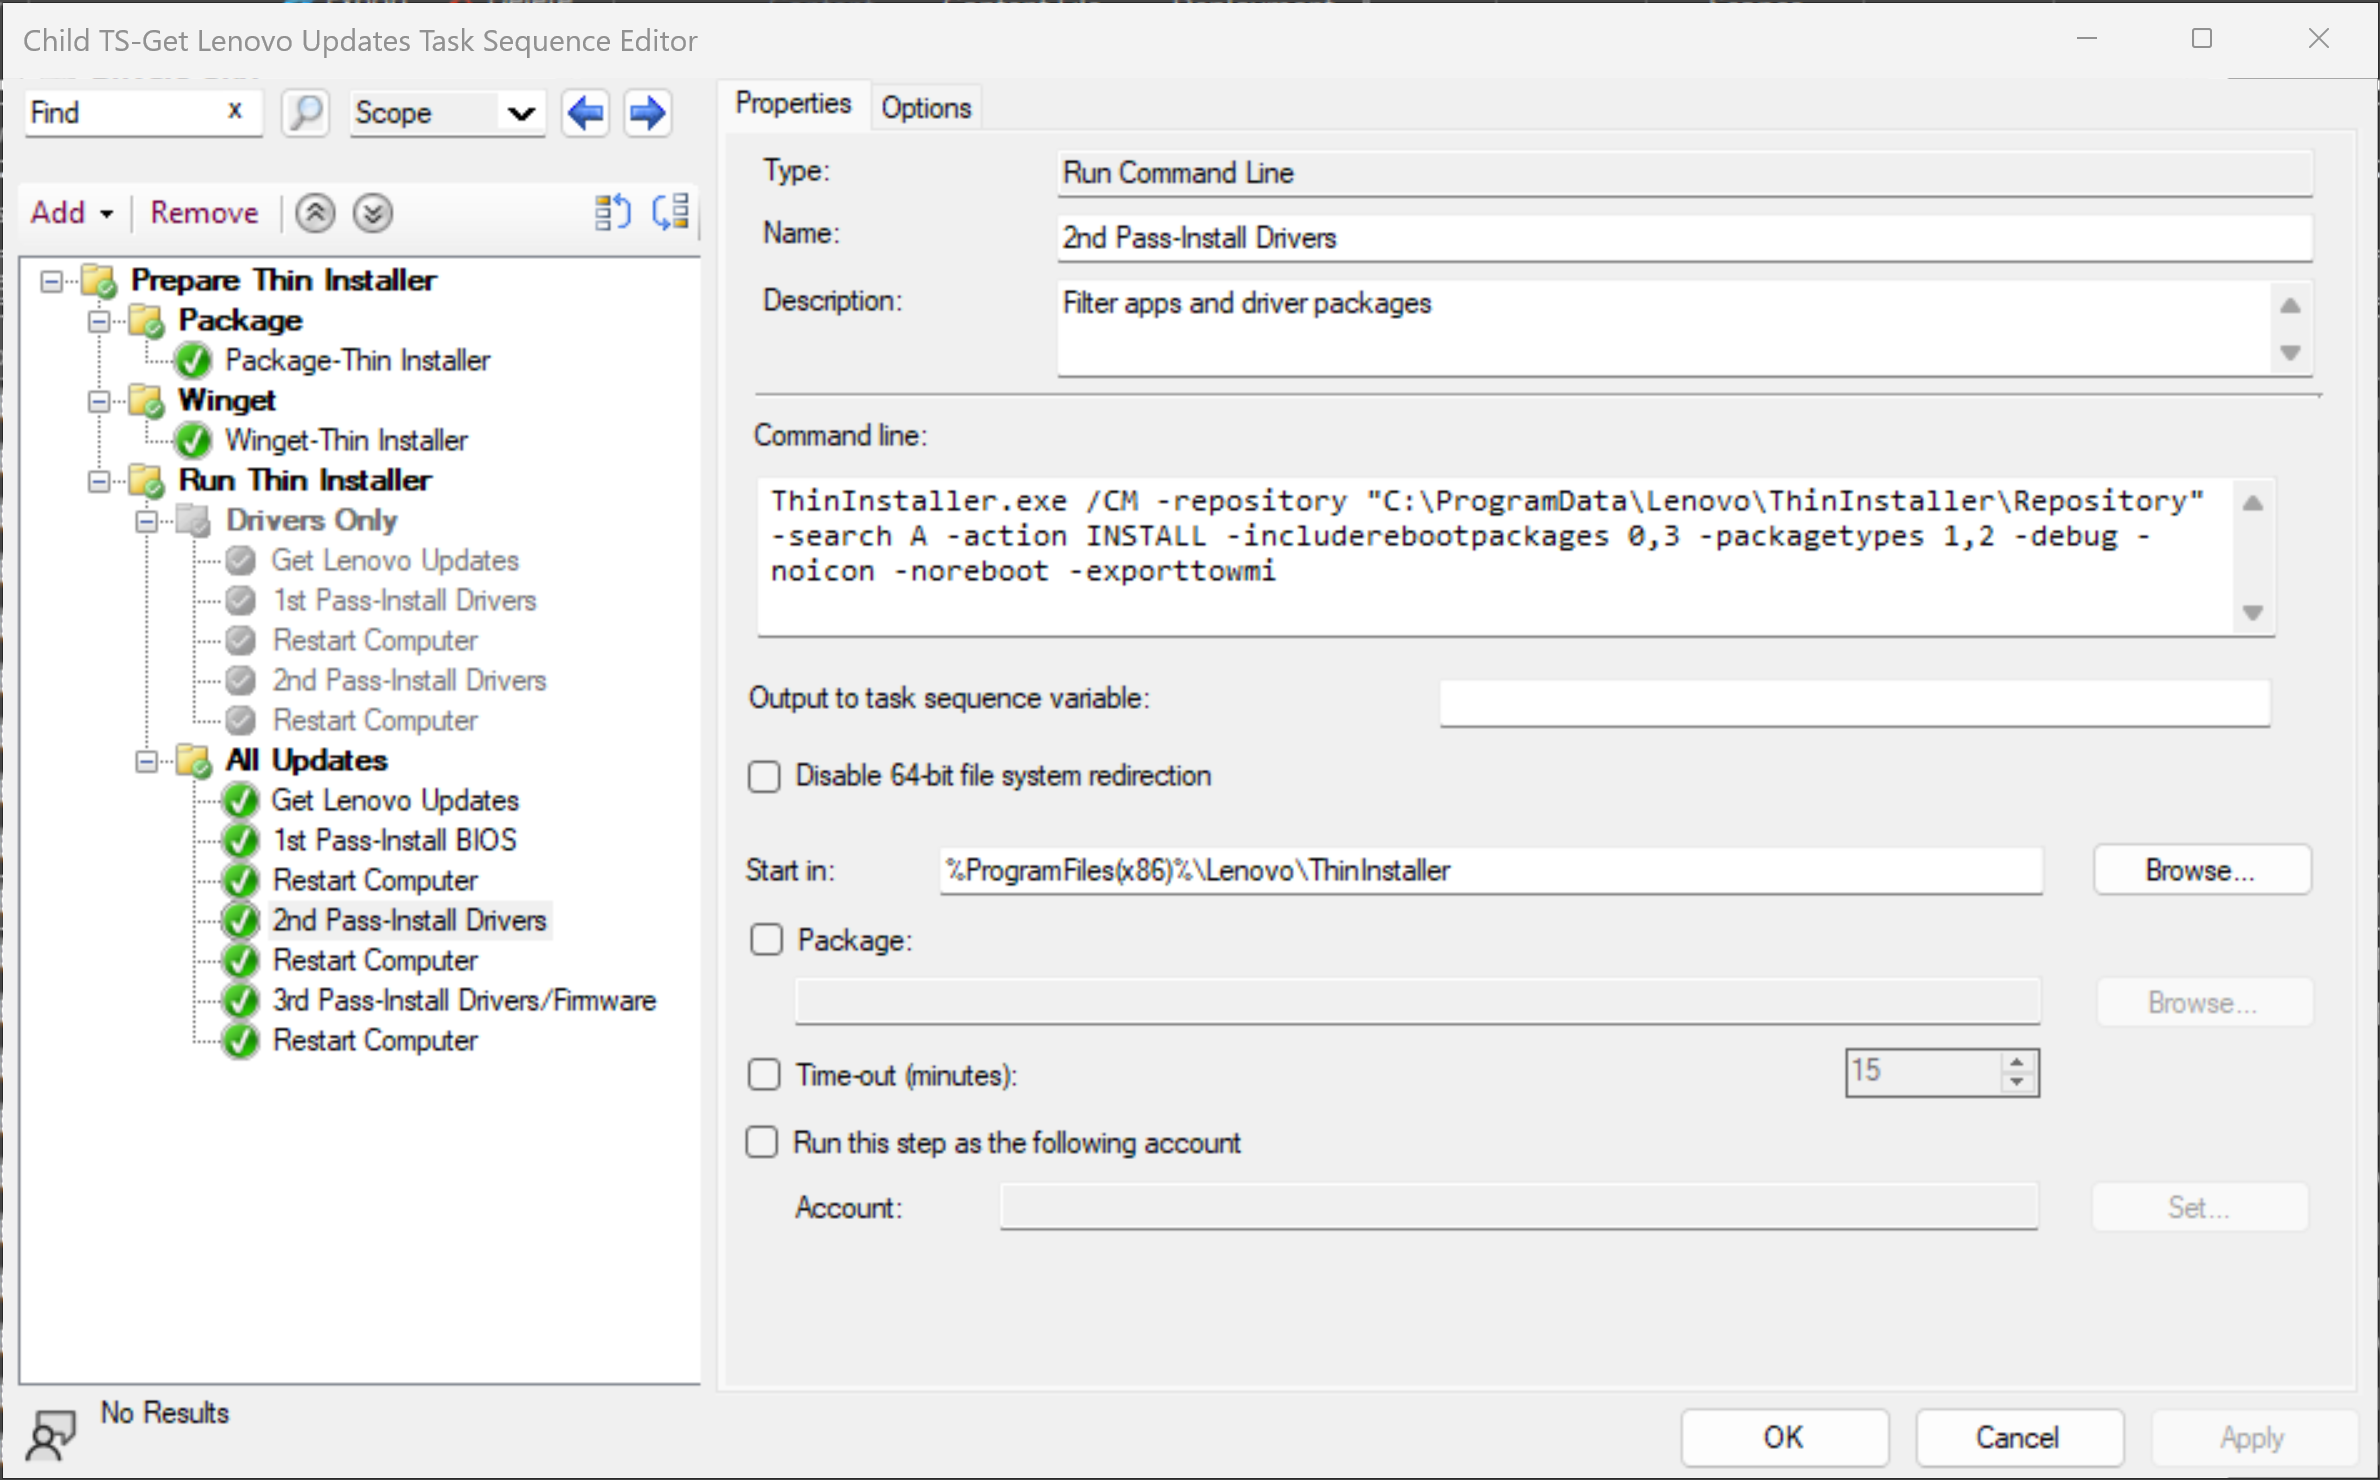 Child TS-Get Lenovo Updates Task Sequence Editor
Find x Scope
Add Remove
Prepare Thin Installer
Package
Package-Thin Installer
Winget
Winget-Thin Installer
Run Thin Installer
Drivers Only
Get Lenovo Updates
1st Pass-Install Drivers
Restart Computer
2nd Pass-Install Drivers
Restart Computer
All Updates
Get Lenovo Updates
1st Pass-Install BIOS
Restart Computer
2nd Pass-Install Drivers
Restart Computer
3rd Pass-Install Drivers/Firmware
Restart Computer
No Results
Properties Options
Type: Run Command Line
Name: 2nd Pass-Install Drivers
Description: Filter apps and driver packages
Command line:
ThinInstaller.exe /CM -repository "C:\ProgramData\Lenovo\ThinInstaller\Repository"
-search A -action INSTALL -includerebootpackages 0,3 -packagetypes 1,2 -debug -
noicon -noreboot -exporttowmi
Output to task sequence variable:
Disable 64-bit file system redirection
Start in: %ProgramFiles(x86)%\Lenovo\ThinInstaller Browse...
Package:
Browse...
Time-out (minutes): 15
Run this step as the following account
Account: Set...
OK Cancel Apply